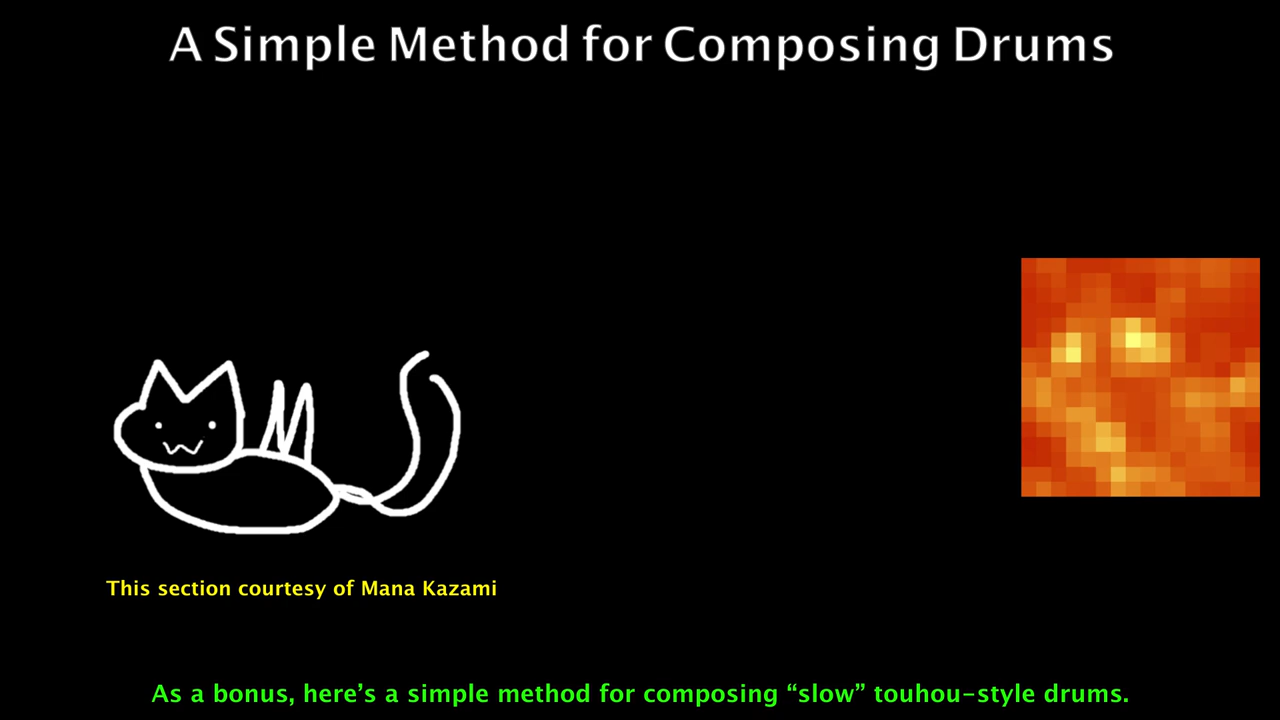 A Simple Method for Composing Drums
This section courtesy of Mana Kazami
As a bonus, here’s a simple method for composing “slow” touhou-style drums.